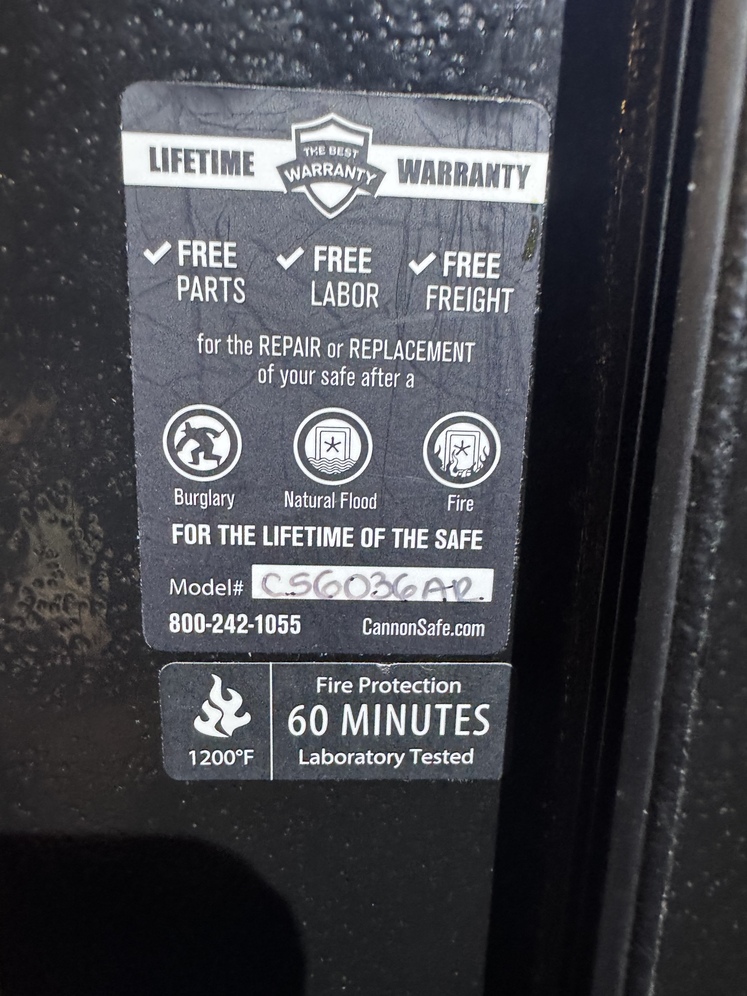 LIFETIME THE BEST WARRANTY WARRANTY
FREE FREE FREE
PARTS LABOR FREIGHT
for the REPAIR or REPLACEMENT
of your safe after a
Burglary Natural Flood Fire
FOR THE LIFETIME OF THE SAFE
Model# CS6036AR
800-242-1055 CannonSafe.com
Fire Protection
60 MINUTES
1200°F Laboratory Tested